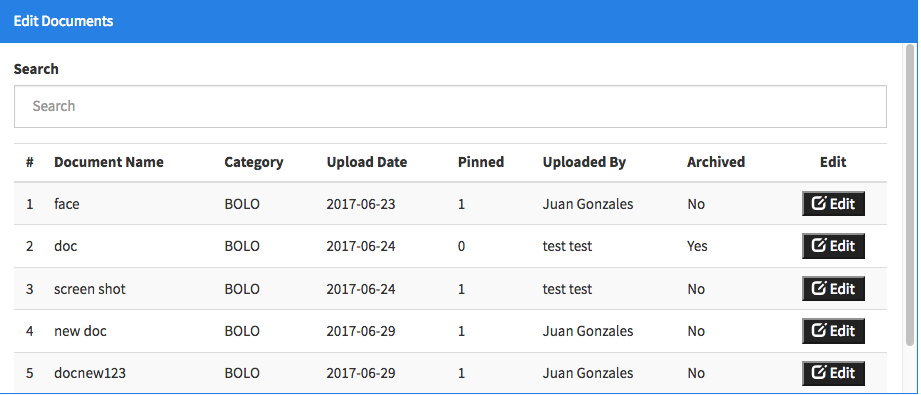 Edit Documents
Search
Search
# Document Name Category Upload Date Pinned Uploaded By Archived Edit
1 face BOLO 2017-06-23 1 Juan Gonzales No Edit
2 doc BOLO 2017-06-24 0 test test Yes Edit
3 screen shot BOLO 2017-06-24 1 test test No Edit
4 new doc BOLO 2017-06-29 1 Juan Gonzales No Edit
5 docnew123 BOLO 2017-06-29 1 Juan Gonzales No Edit